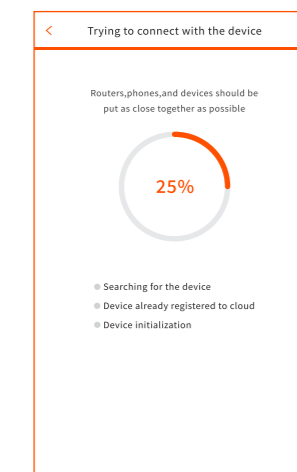 Trying to connect with the device
Routers,phones,and devices should be
put as close together as possible
25%
Searching for the device
Device already registered to cloud
Device initialization